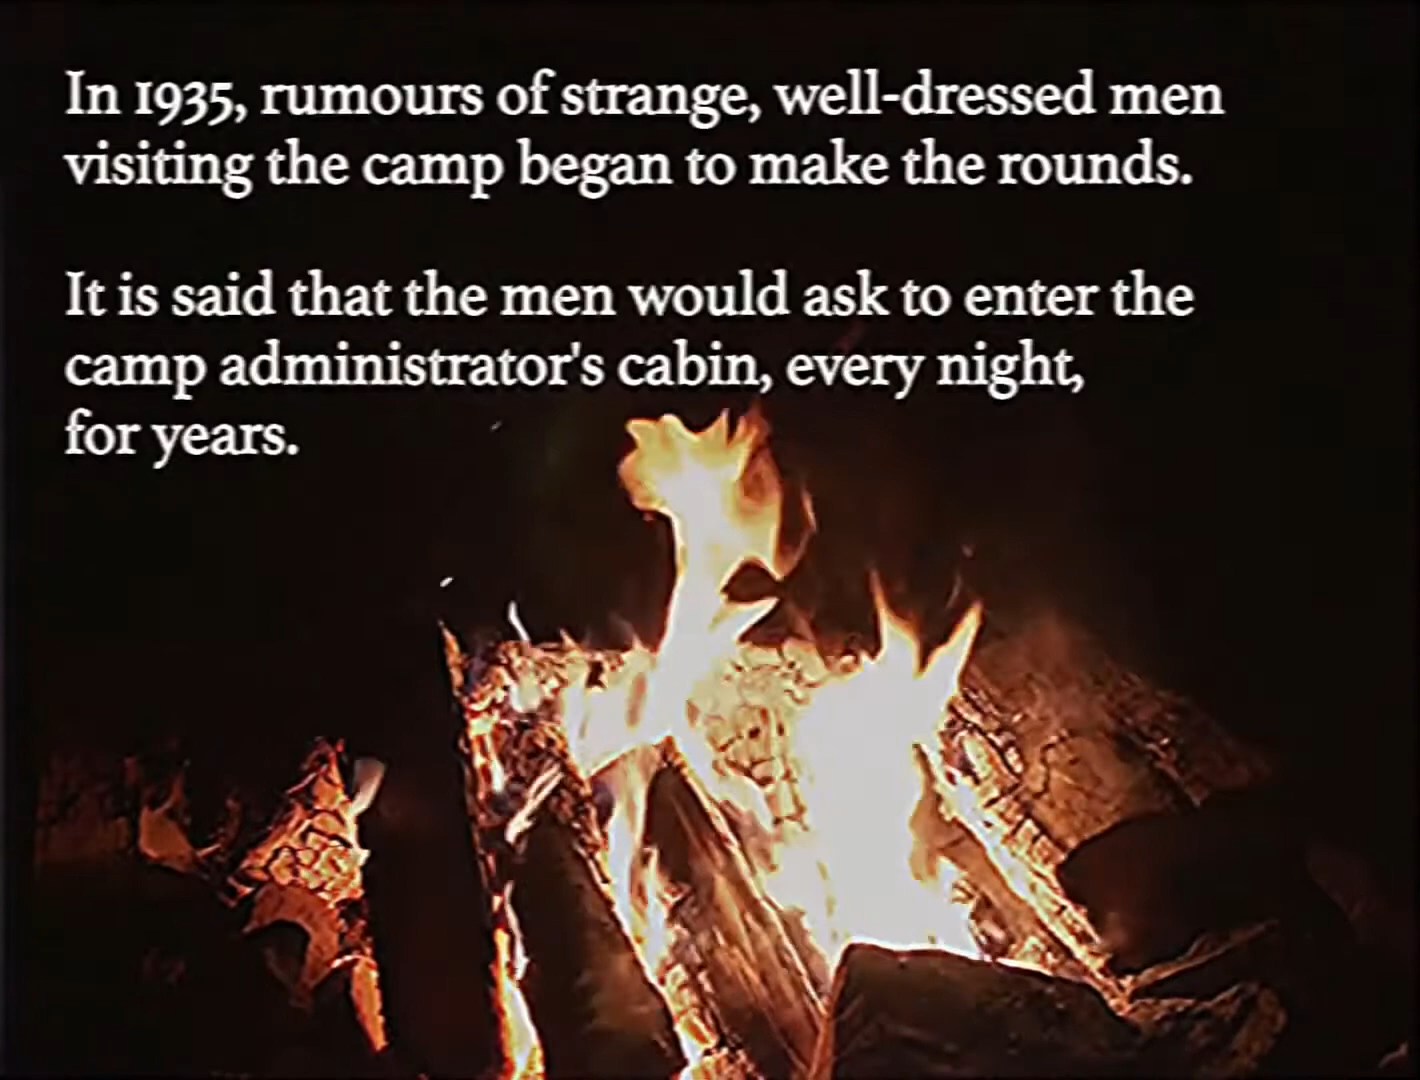 In 1935, rumours of strange, well-dressed men
visiting the camp began to make the rounds.
It is said that the men would ask to enter the
camp administrator's cabin, every night,
for years.